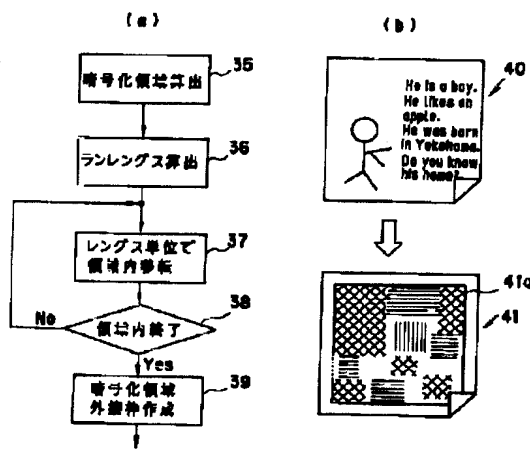 (a)
暗号化領域算出
35
ランレングス算出
36
レングス単位で
領域内移転
37
領域内終了
38
No
Yes
暗号化領域
外接枠作成
39
(b)
He is a boy.
He likes an
apple.
He was born
in Yokohama.
Do you know
his home?
40
41a
41